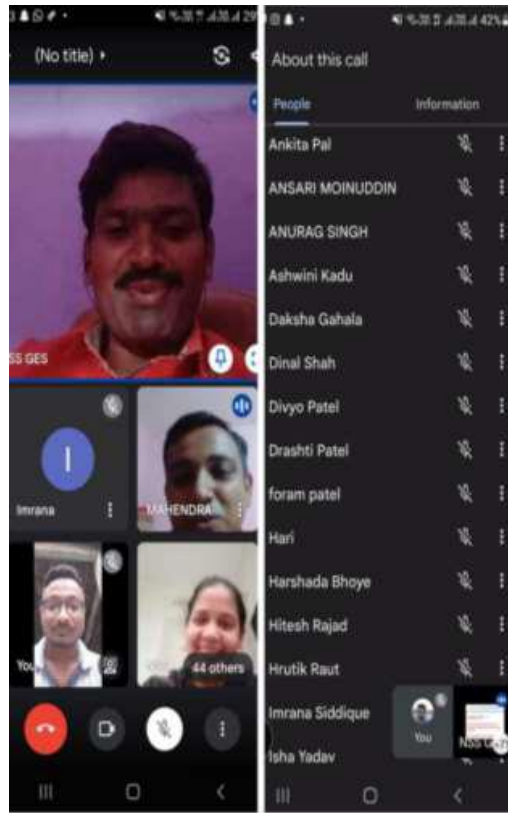 (No title)
SS GES
I
Imrana
MAHENDRA
You
44 others
42%
About this call
People
Information
Ankita Pal
ANSARI MOINUDDIN
ANURAG SINGH
Ashwini Kadu
Daksha Gahala
Dinal Shah
Divyo Patel
Drashti Patel
foram patel
Hari
Harshada Bhoye
Hitesh Rajad
Hrutik Raut
Imrana Siddique
You
Isha Yadav